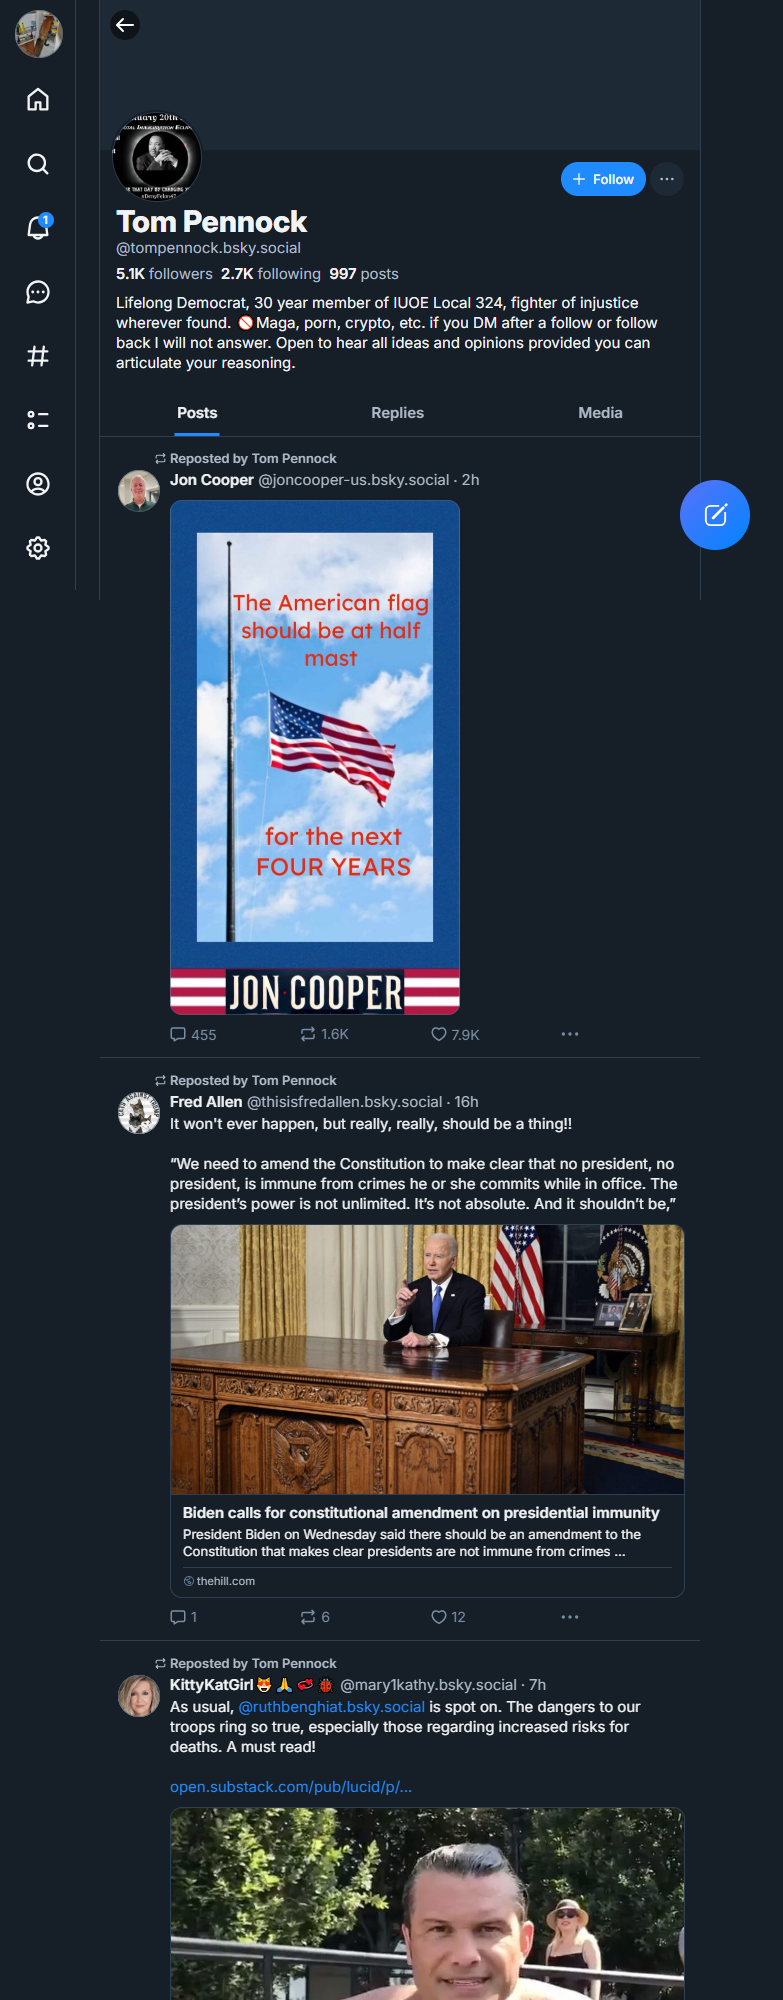 1
uary 20th
Follow
Tom Pennock
@tompennock.bsky.social
5.1K followers 2.7K following 997 posts
Lifelong Democrat, 30 year member of IUOE Local 324, fighter of injustice
wherever found. 🚫Maga, porn, crypto, etc. if you DM after a follow or follow
back I will not answer. Open to hear all ideas and opinions provided you can
articulate your reasoning.
Posts Replies Media
Reposted by Tom Pennock
Jon Cooper @joncooper-us.bsky.social · 2h
The American flag
should be at half
mast
for the next
FOUR YEARS
JON COOPER
455 1.6K 7.9K
Reposted by Tom Pennock
Fred Allen @thisisfredallen.bsky.social · 16h
It won't ever happen, but really, really, should be a thing!!
“We need to amend the Constitution to make clear that no president, no
president, is immune from crimes he or she commits while in office. The
president’s power is not unlimited. It’s not absolute. And it shouldn’t be,”
Biden calls for constitutional amendment on presidential immunity
President Biden on Wednesday said there should be an amendment to the
Constitution that makes clear presidents are not immune from crimes ...
thehill.com
1 6 12
Reposted by Tom Pennock
KittyKatGirl😻🙏💋🐞 @mary1kathy.bsky.social · 7h
As usual, @ruthbenghiat.bsky.social is spot on. The dangers to our
troops ring so true, especially those regarding increased risks for
deaths. A must read!
open.substack.com/pub/lucid/p/...